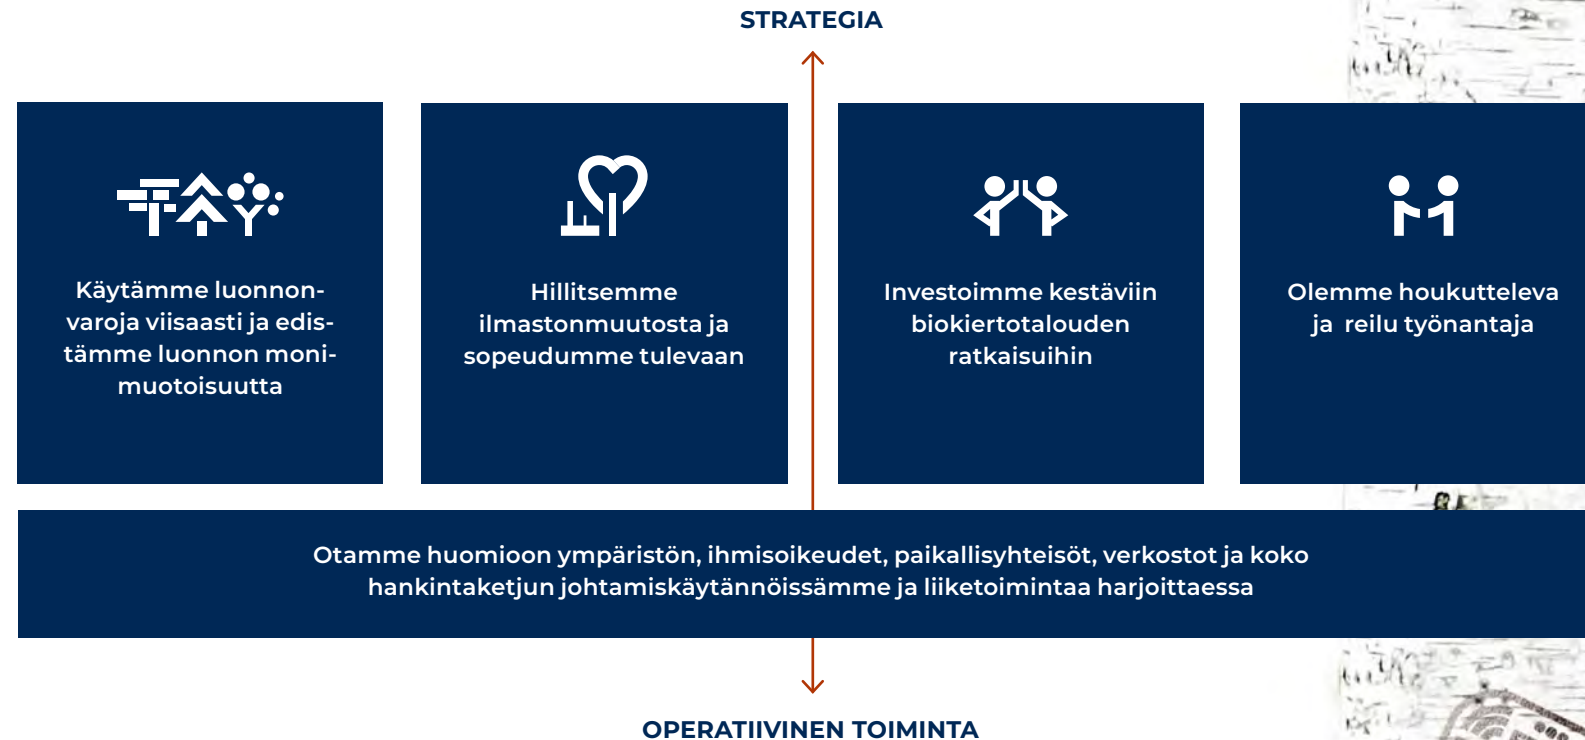 STRATEGIA
Käytämme luonnon-
varoja viisaasti ja edis-
tämme luonnon moni-
muotoisuutta
Hillitsemme
ilmastonmuutosta ja
sopeudumme tulevaan
Investoimme kestäviin
biokiertotalouden
ratkaisuihin
Olemme houkutteleva
ja reilu työnantaja
Otamme huomioon ympäristön, ihmisoikeudet, paikallisyhteisöt, verkostot ja koko
hankintaketjun johtamiskäytännöissämme ja liiketoimintaa harjoittaessa
OPERATIIVINEN TOIMINTA